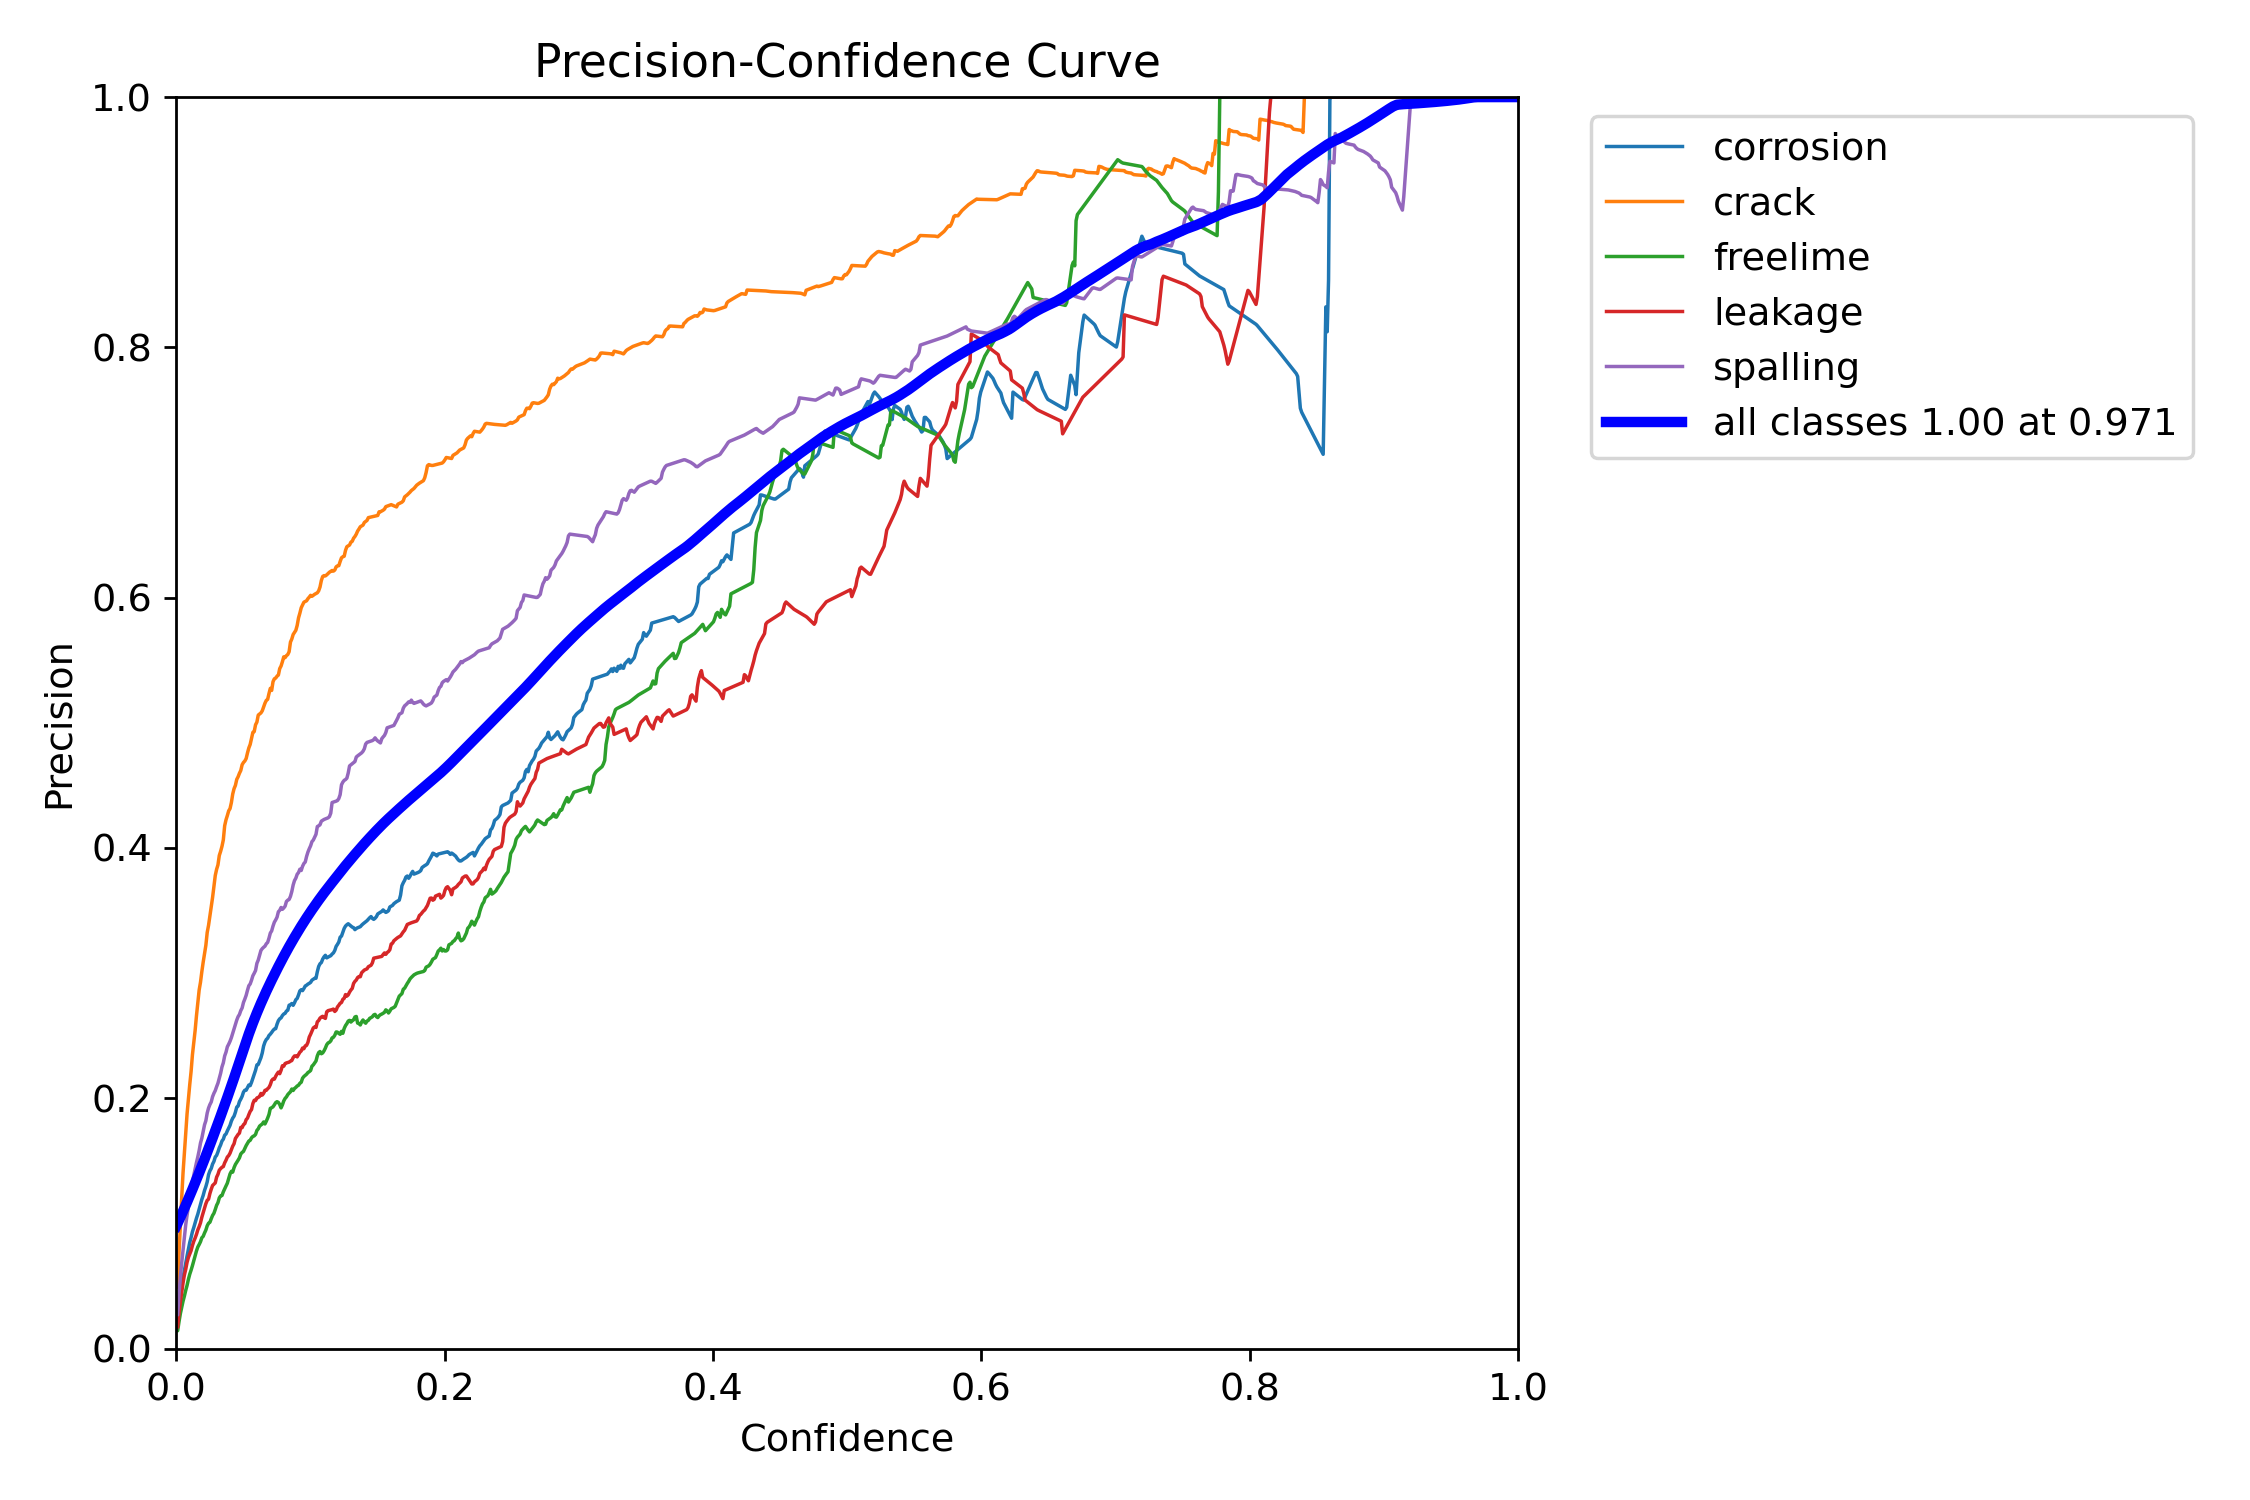 Precision-Confidence Curve
1.0
0.8
0.6
0.4
0.2
0.0
Precision
0.0 0.2 0.4 0.6 0.8 1.0
Confidence
corrosion
crack
freelime
leakage
spalling
all classes 1.00 at 0.971